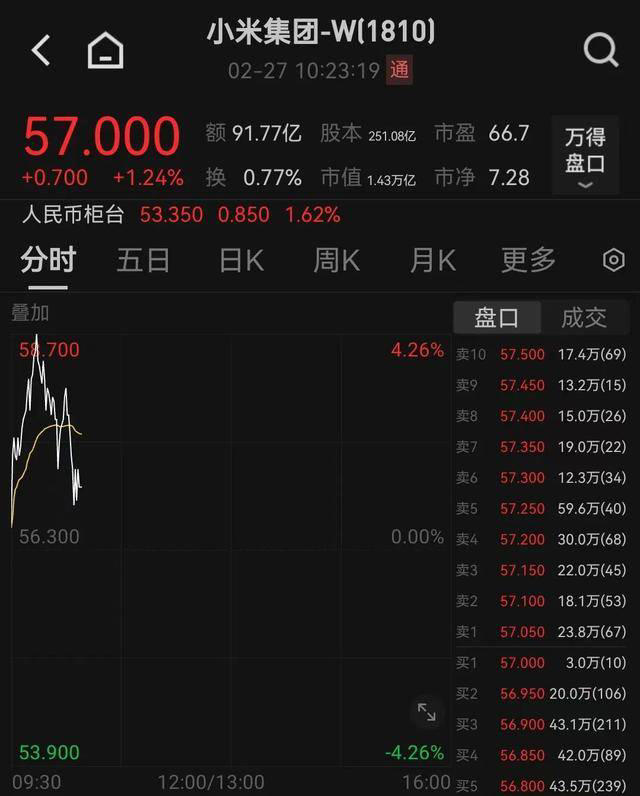 小米集团-W(1810)
02-27 10:23:19 通
57.000 额 91.77亿 股本 251.08亿 市盈 66.7 万得
+0.700 +1.24% 换 0.77% 市值 1.43万亿 市净 7.28 盘口
人民币柜台 53.350 0.850 1.62%
分时 五日 日K 周K 月K 更多
叠加 盘口 成交
58.700 4.26%
卖10 57.500 17.4万(69)
卖9 57.450 13.2万(15)
卖8 57.400 15.0万(26)
卖7 57.350 19.0万(22)
卖6 57.300 12.3万(34)
卖5 57.250 59.6万(40)
56.300 0.00%
卖4 57.200 30.0万(68)
卖3 57.150 22.0万(45)
卖2 57.100 18.1万(53)
卖1 57.050 23.8万(67)
买1 57.000 3.0万(10)
买2 56.950 20.0万(106)
买3 56.900 43.1万(211)
53.900 -4.26%
买4 56.850 42.0万(89)
09:30 12:00/13:00 16:00
买5 56.800 43.5万(239)